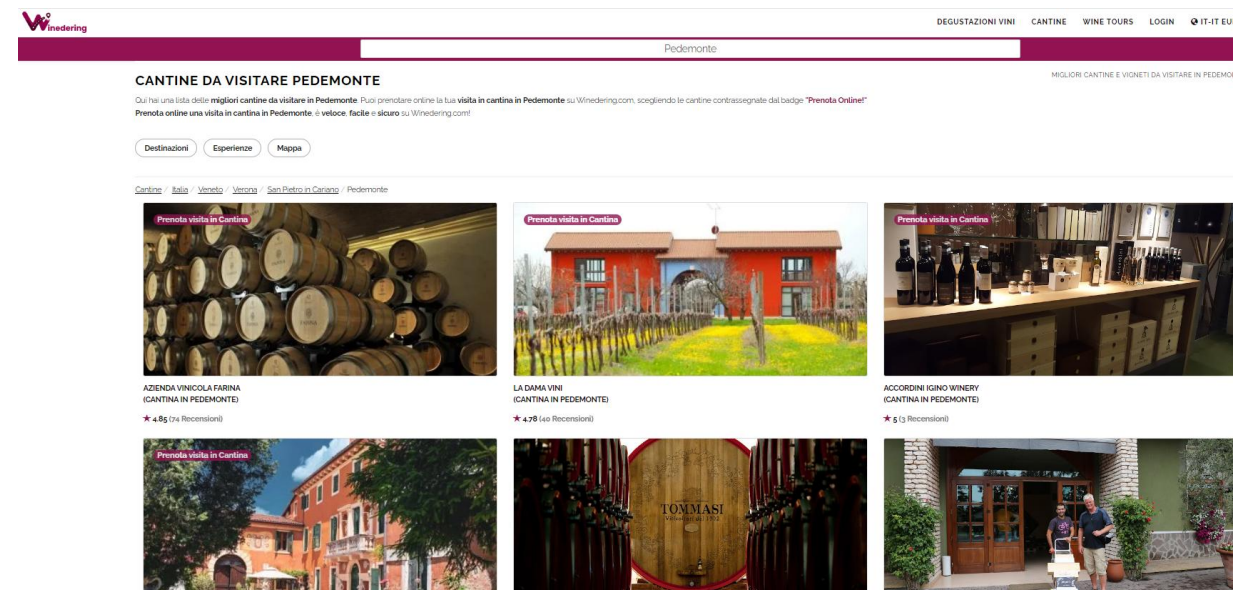 Winedering
DEGUSTAZIONI VINI CANTINE WINE TOURS LOGIN IT-IT EU
Pedemonte
CANTINE DA VISITARE PEDEMONTE
MIGLIORI CANTINE E VIGNETI DA VISITARE IN PEDEMO
Qui hai una lista delle migliori cantine da visitare in Pedemonte. Puoi prenotare online la tua visita in cantina in Pedemonte su Winedering.com, scegliendo le cantine contrassegnate dal badge "Prenota Online!"
Prenota online una visita in cantina in Pedemonte, è veloce, facile e sicuro su Winedering.com!
Destinazioni Esperienze Mappa
Cantine / Italia / Veneto / Verona / San Pietro in Cariano / Pedemonte
Prenota visita in Cantina
Prenota visita in Cantina
Prenota visita in Cantina
AZIENDA VINICOLA FARINA
(CANTINA IN PEDEMONTE)
★ 4.85 (74 Recensioni)
LA DAMA VINI
(CANTINA IN PEDEMONTE)
★ 4.78 (40 Recensioni)
ACCORDINI IGINO WINERY
(CANTINA IN PEDEMONTE)
★ 5 (3 Recensioni)
Prenota visita in Cantina
TOMMASI